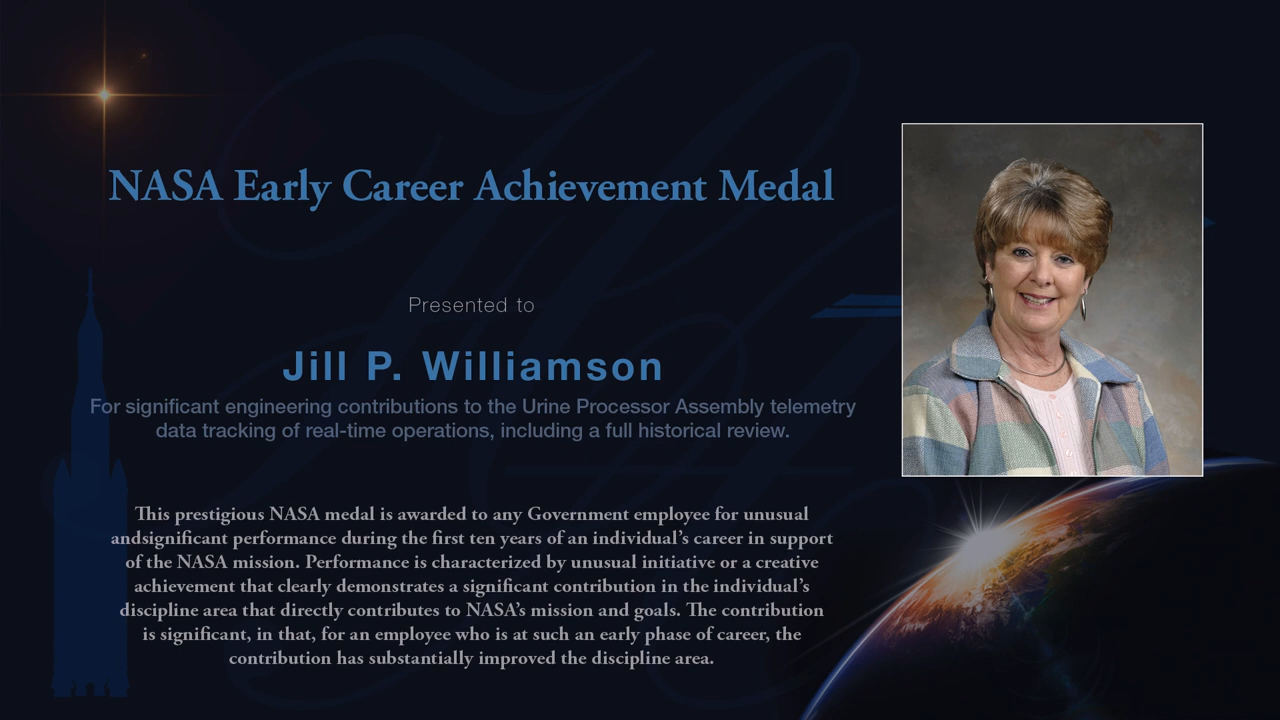 NASA Early Career Achievement Medal
Presented to
Jill P. Williamson
For significant engineering contributions to the Urine Processor Assembly telemetry
data tracking of real-time operations, including a full historical review.
This prestigious NASA medal is awarded to any Government employee for unusual
andsignificant performance during the first ten years of an individual’s career in support
of the NASA mission. Performance is characterized by unusual initiative or a creative
achievement that clearly demonstrates a significant contribution in the individual’s
discipline area that directly contributes to NASA’s mission and goals. The contribution
is significant, in that, for an employee who is at such an early phase of career, the
contribution has substantially improved the discipline area.